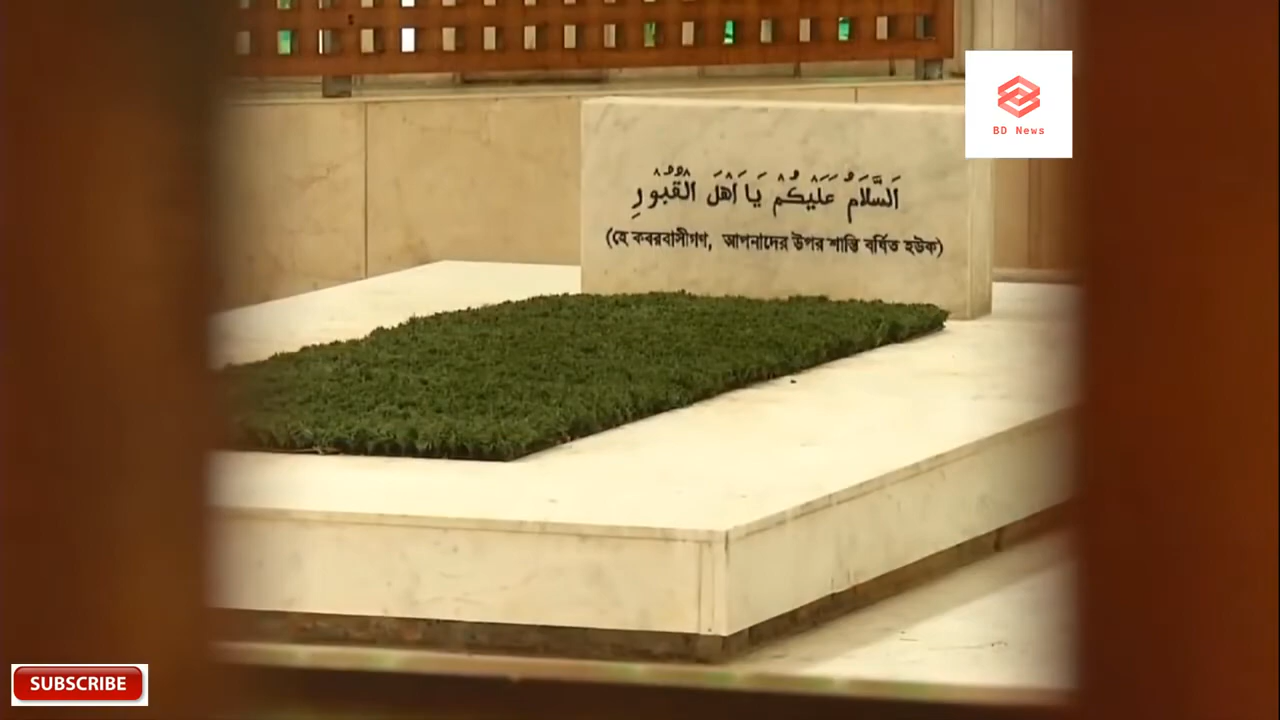 BD News
اَلسَّلَامُ عَلَيْكُمْ يَا اَهْلَ الْقُبُوْرِ
(হে কবরবাসীগণ, আপনাদের উপর শান্তি বর্ষিত হউক)
SUBSCRIBE